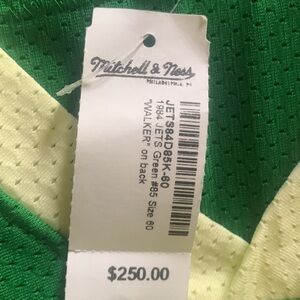 Mitchell & Ness
PHILADELPHIA, PA
JETS84D85K-60
1984 JETS Green #85 Size 60
"WALKER" on back
$250.00